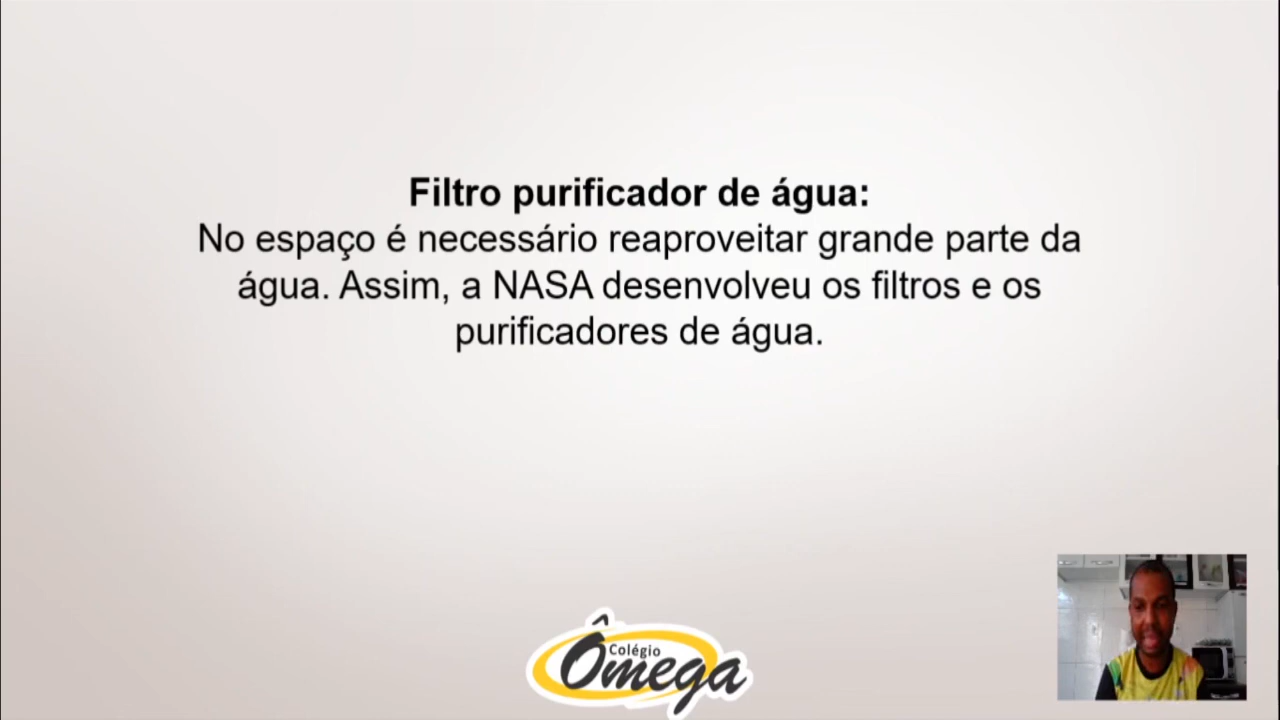 Filtro purificador de água:
No espaço é necessário reaproveitar grande parte da
água. Assim, a NASA desenvolveu os filtros e os
purificadores de água.
Colégio
Ômega